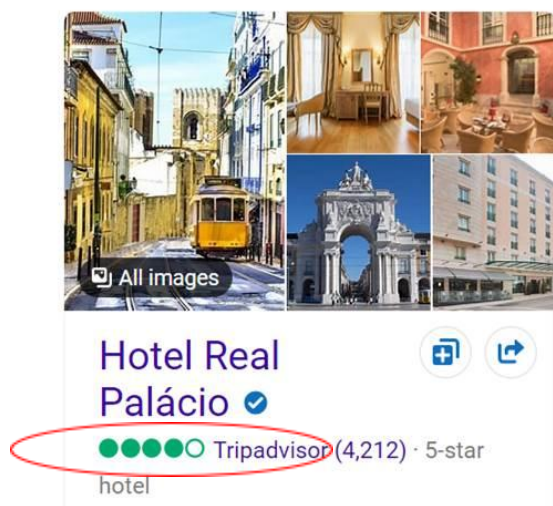 All images
Hotel Real
Palácio
Tripadvisor (4,212) · 5-star
hotel